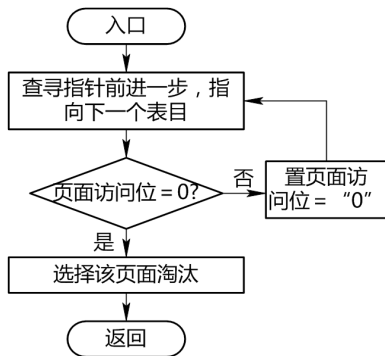 入口
查寻指针前进一步，指
向下一个表目
页面访问位＝0?
否
置页面访
问位＝“0”
是
选择该页面淘汰
返回